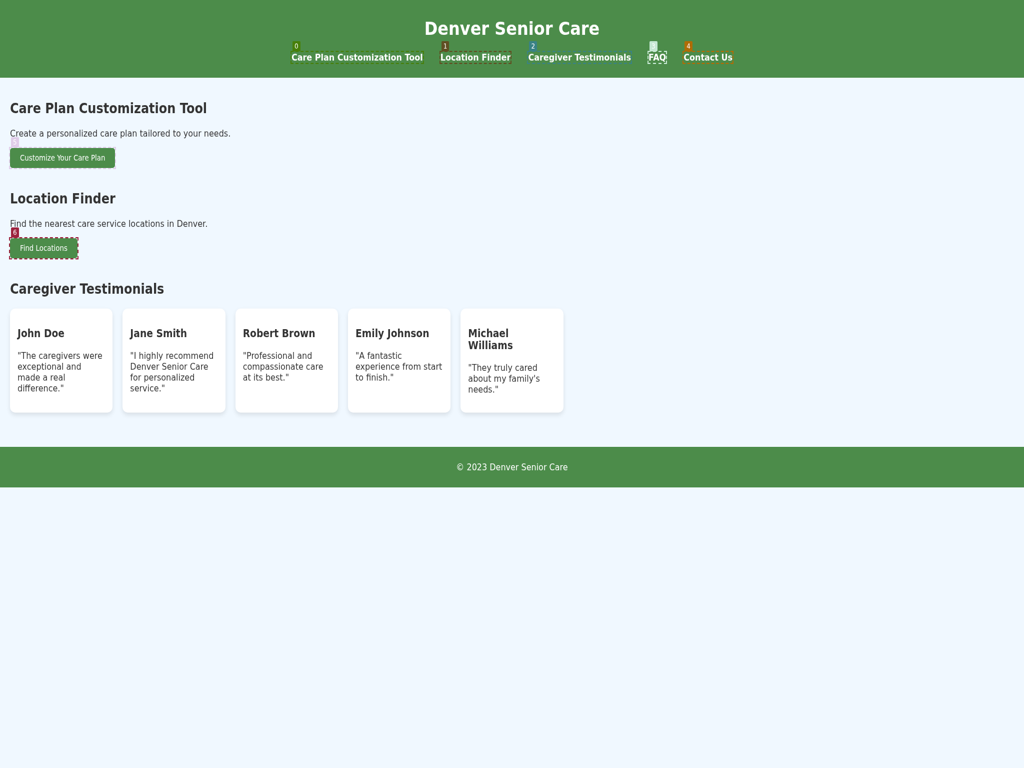 Denver Senior Care
0
1
2
3
4
Care Plan Customization Tool
Location Finder
Caregiver Testimonials
FAQ
Contact Us
Care Plan Customization Tool
Create a personalized care plan tailored to your needs.
Customize Your Care Plan
Location Finder
Find the nearest care service locations in Denver.
6
Find Locations
Caregiver Testimonials
John Doe
"The caregivers were
exceptional and
made a real
difference."
Jane Smith
"I highly recommend
Denver Senior Care
for personalized
service."
Robert Brown
"Professional and
compassionate care
at its best."
Emily Johnson
"A fantastic
experience from start
to finish."
Michael
Williams
"They truly cared
about my family's
needs."
© 2023 Denver Senior Care